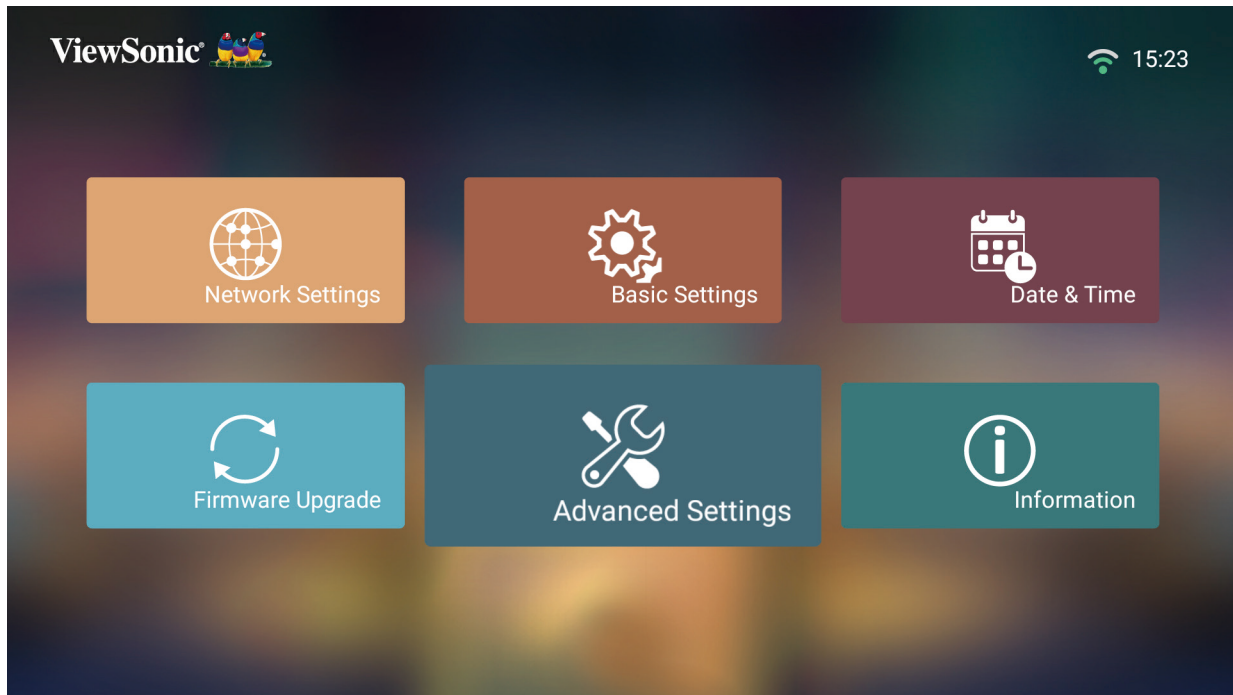 ViewSonic®
15:23
Network Settings
Basic Settings
Date & Time
Firmware Upgrade
Advanced Settings
Information